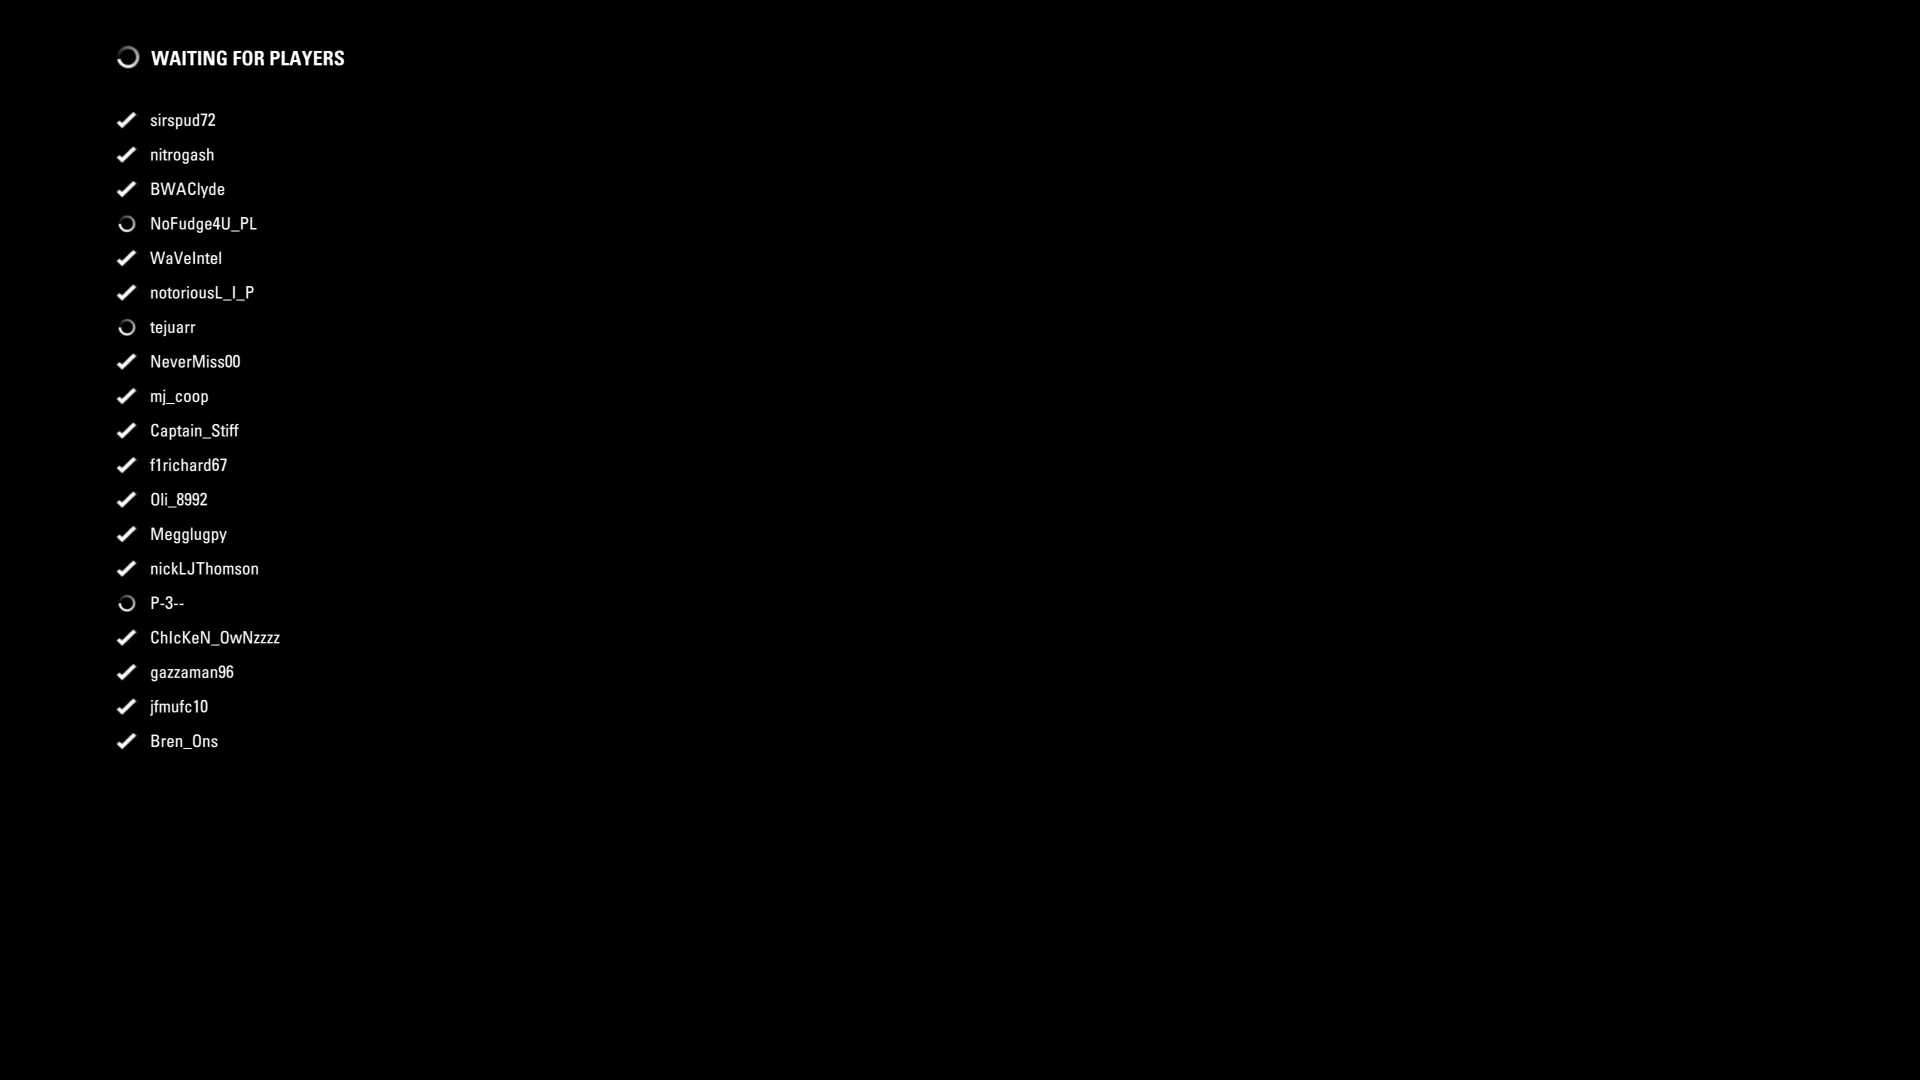 WAITING FOR PLAYERS
sirspud72
nitrogash
BWAClyde
NoFudge4U_PL
WaVeIntel
notoriousL_I_P
tejuarr
NeverMiss00
mj_coop
Captain_Stiff
f1richard67
Oli_8992
Megglugpy
nickLJThomson
P-3--
ChIcKeN_OwNzzzz
gazzaman96
jfmufc10
Bren_Ons